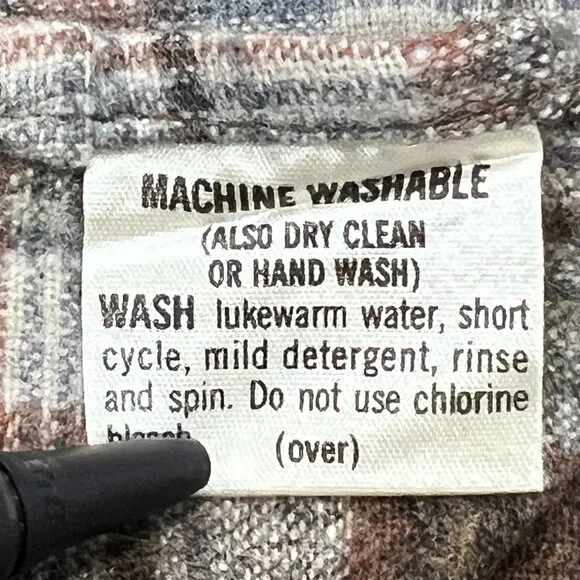 MACHINE WASHABLE
(ALSO DRY CLEAN
OR HAND WASH)
WASH lukewarm water, short
cycle, mild detergent, rinse
and spin. Do not use chlorine
bleach (over)